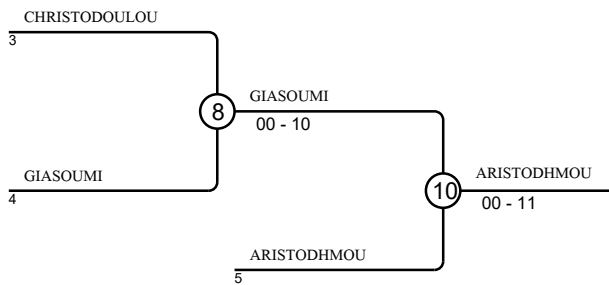 CHRISTODOULOU
3
8
GIASOUMI
00 - 10
GIASOUMI
4
10
ARISTODHMOU
00 - 11
ARISTODHMOU
5